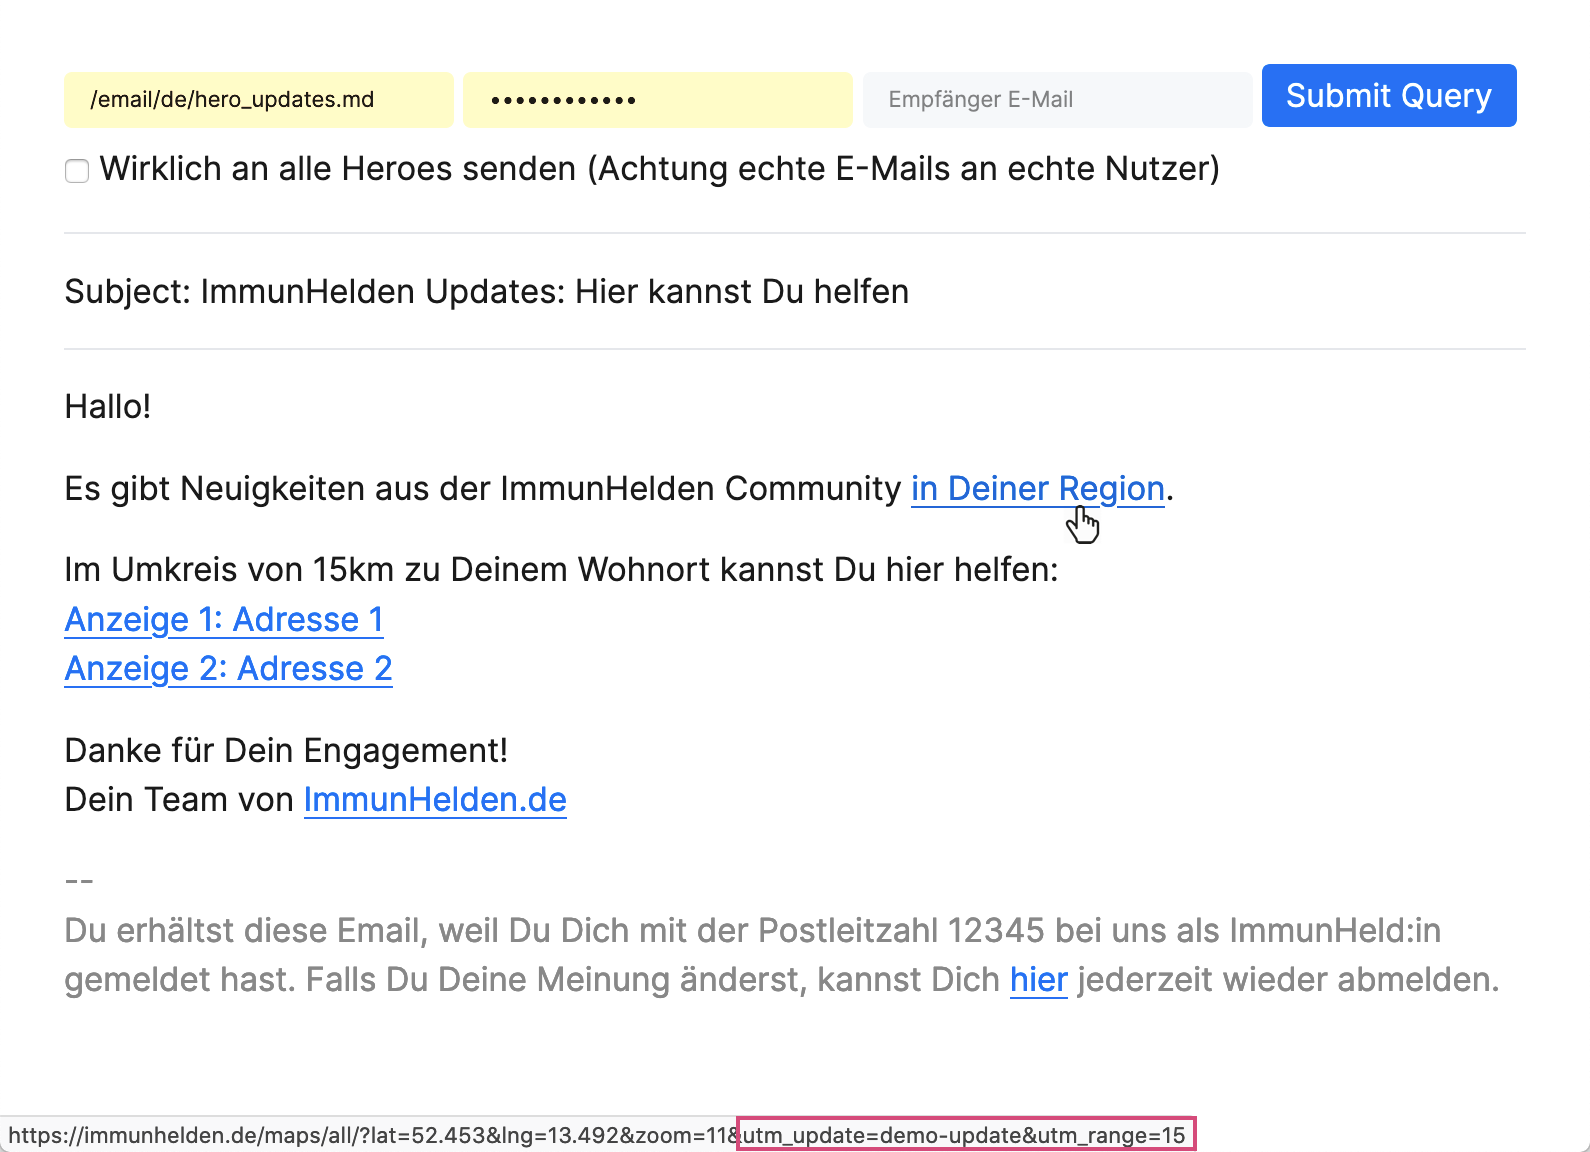 /email/de/hero_updates.md
••••••••••••
Empfänger E-Mail
Submit Query
Wirklich an alle Heroes senden (Achtung echte E-Mails an echte Nutzer)
Subject: ImmunHelden Updates: Hier kannst Du helfen
Hallo!
Es gibt Neuigkeiten aus der ImmunHelden Community in Deiner Region.
Im Umkreis von 15km zu Deinem Wohnort kannst Du hier helfen:
Anzeige 1: Adresse 1
Anzeige 2: Adresse 2
Danke für Dein Engagement!
Dein Team von ImmunHelden.de
--
Du erhältst diese Email, weil Du Dich mit der Postleitzahl 12345 bei uns als ImmunHeld:in
gemeldet hast. Falls Du Deine Meinung änderst, kannst Dich hier jederzeit wieder abmelden.
https://immunhelden.de/maps/all/?lat=52.453&lng=13.492&zoom=11&utm_update=demo-update&utm_range=15